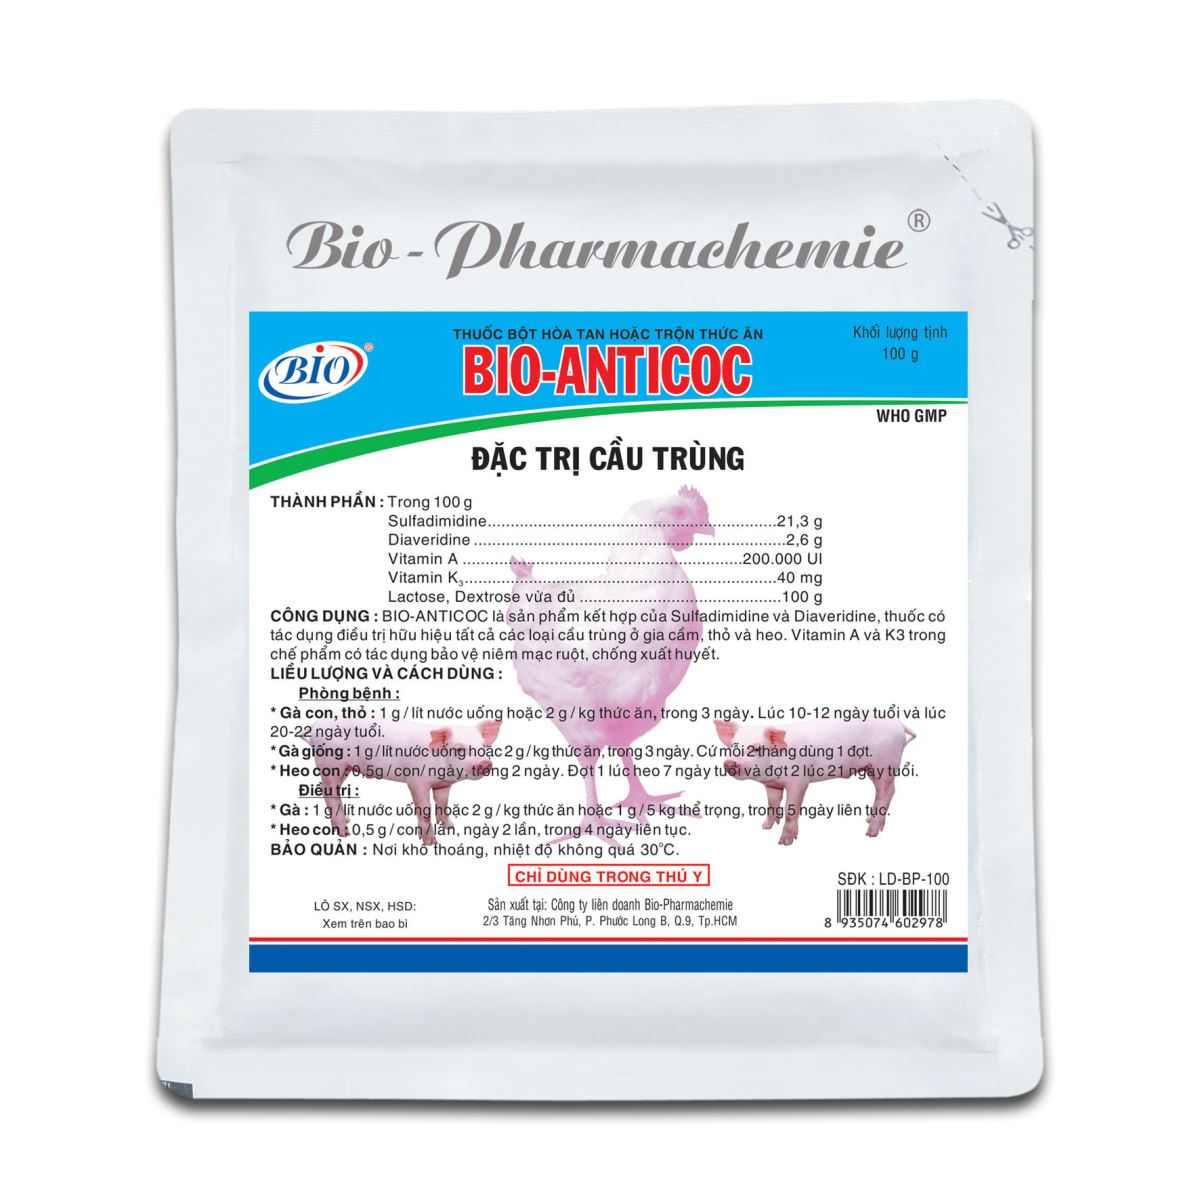 Bio-Pharmachemie®
THUỐC BỘT HÒA TAN HOẶC TRỘN THỨC ĂN
Khối lượng tịnh
100 g
BIO®
BIO-ANTICOC
WHO GMP
ĐẶC TRỊ CẦU TRÙNG
THÀNH PHẦN : Trong 100 g
Sulfadimidine......................................................21,3 g
Diaveridine ..........................................................2,6 g
Vitamin A ....................................................200.000 UI
Vitamin K3..........................................................40 mg
Lactose, Dextrose vừa đủ ......................................100 g
CÔNG DỤNG : BIO-ANTICOC là sản phẩm kết hợp của Sulfadimidine và Diaveridine, thuốc có
tác dụng điều trị hữu hiệu tất cả các loại cầu trùng ở gia cầm, thỏ và heo. Vitamin A và K3 trong
chế phẩm có tác dụng bảo vệ niêm mạc ruột, chống xuất huyết.
LIỀU LƯỢNG VÀ CÁCH DÙNG :
Phòng bệnh :
* Gà con, thỏ : 1 g / lít nước uống hoặc 2 g / kg thức ăn, trong 3 ngày. Lúc 10-12 ngày tuổi và lúc
20-22 ngày tuổi.
* Gà giống : 1 g / lít nước uống hoặc 2 g / kg thức ăn, trong 3 ngày. Cứ mỗi 2 tháng dùng 1 đợt.
* Heo con : 0,5g / con/ ngày, trong 2 ngày. Đợt 1 lúc heo 7 ngày tuổi và đợt 2 lúc 21 ngày tuổi.
Điều trị :
* Gà : 1 g / lít nước uống hoặc 2 g / kg thức ăn hoặc 1 g / 5 kg thể trọng, trong 5 ngày liên tục.
* Heo con : 0,5 g / con / lần, ngày 2 lần, trong 4 ngày liên tục.
BẢO QUẢN : Nơi khô thoáng, nhiệt độ không quá 30°C.
CHỈ DÙNG TRONG THÚ Y
SĐK : LD-BP-100
LÔ SX, NSX, HSD:
Xem trên bao bì
Sản xuất tại: Công ty liên doanh Bio-Pharmachemie
2/3 Tăng Nhơn Phú, P. Phước Long B, Q.9, Tp.HCM
8 935074 602978